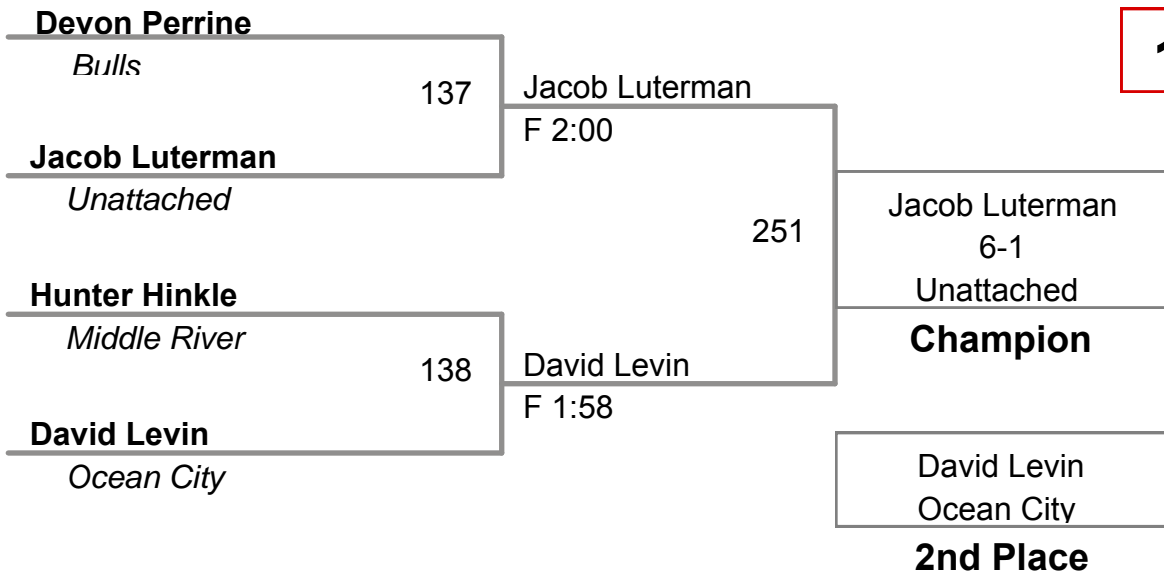 Devon Perrine
Bulls
137
Jacob Luterman
F 2:00
Jacob Luterman
Unattached
251
Jacob Luterman
6-1
Unattached
Champion
Hunter Hinkle
Middle River
138
David Levin
F 1:58
David Levin
Ocean City
David Levin
Ocean City
2nd Place